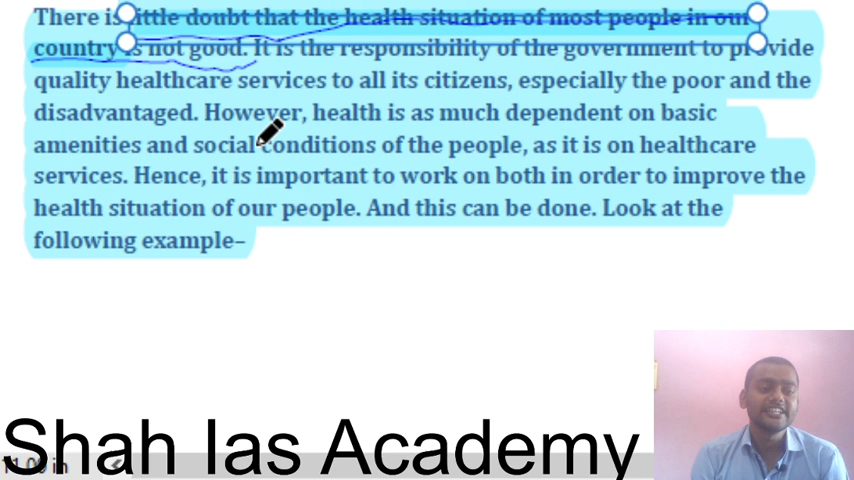 There is little doubt that the health situation of most people in our
country is not good. It is the responsibility of the government to provide
quality healthcare services to all its citizens, especially the poor and the
disadvantaged. However, health is as much dependent on basic
amenities and social conditions of the people, as it is on healthcare
services. Hence, it is important to work on both in order to improve the
health situation of our people. And this can be done. Look at the
following example–
Shah Ias Academy
in